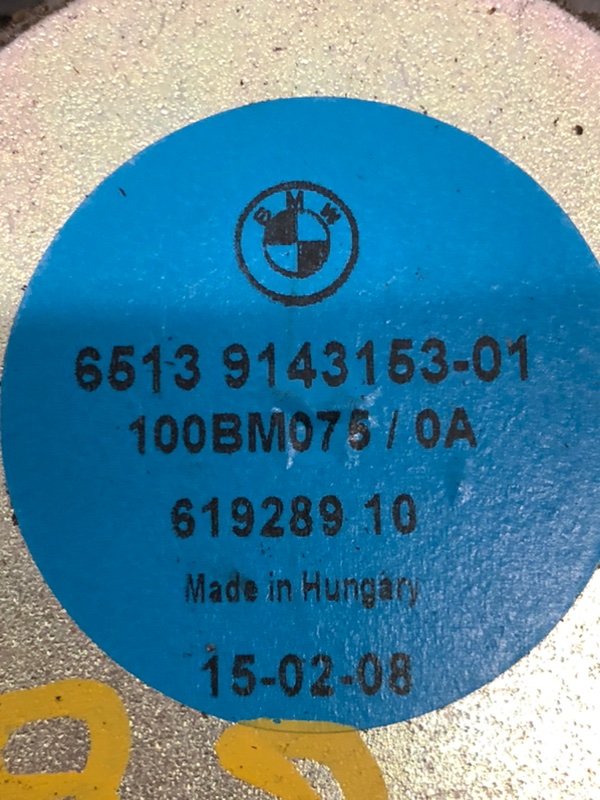 BMW
6513 9143153-01
100BM075 / 0A
619289 10
Made in Hungary
15-02-08